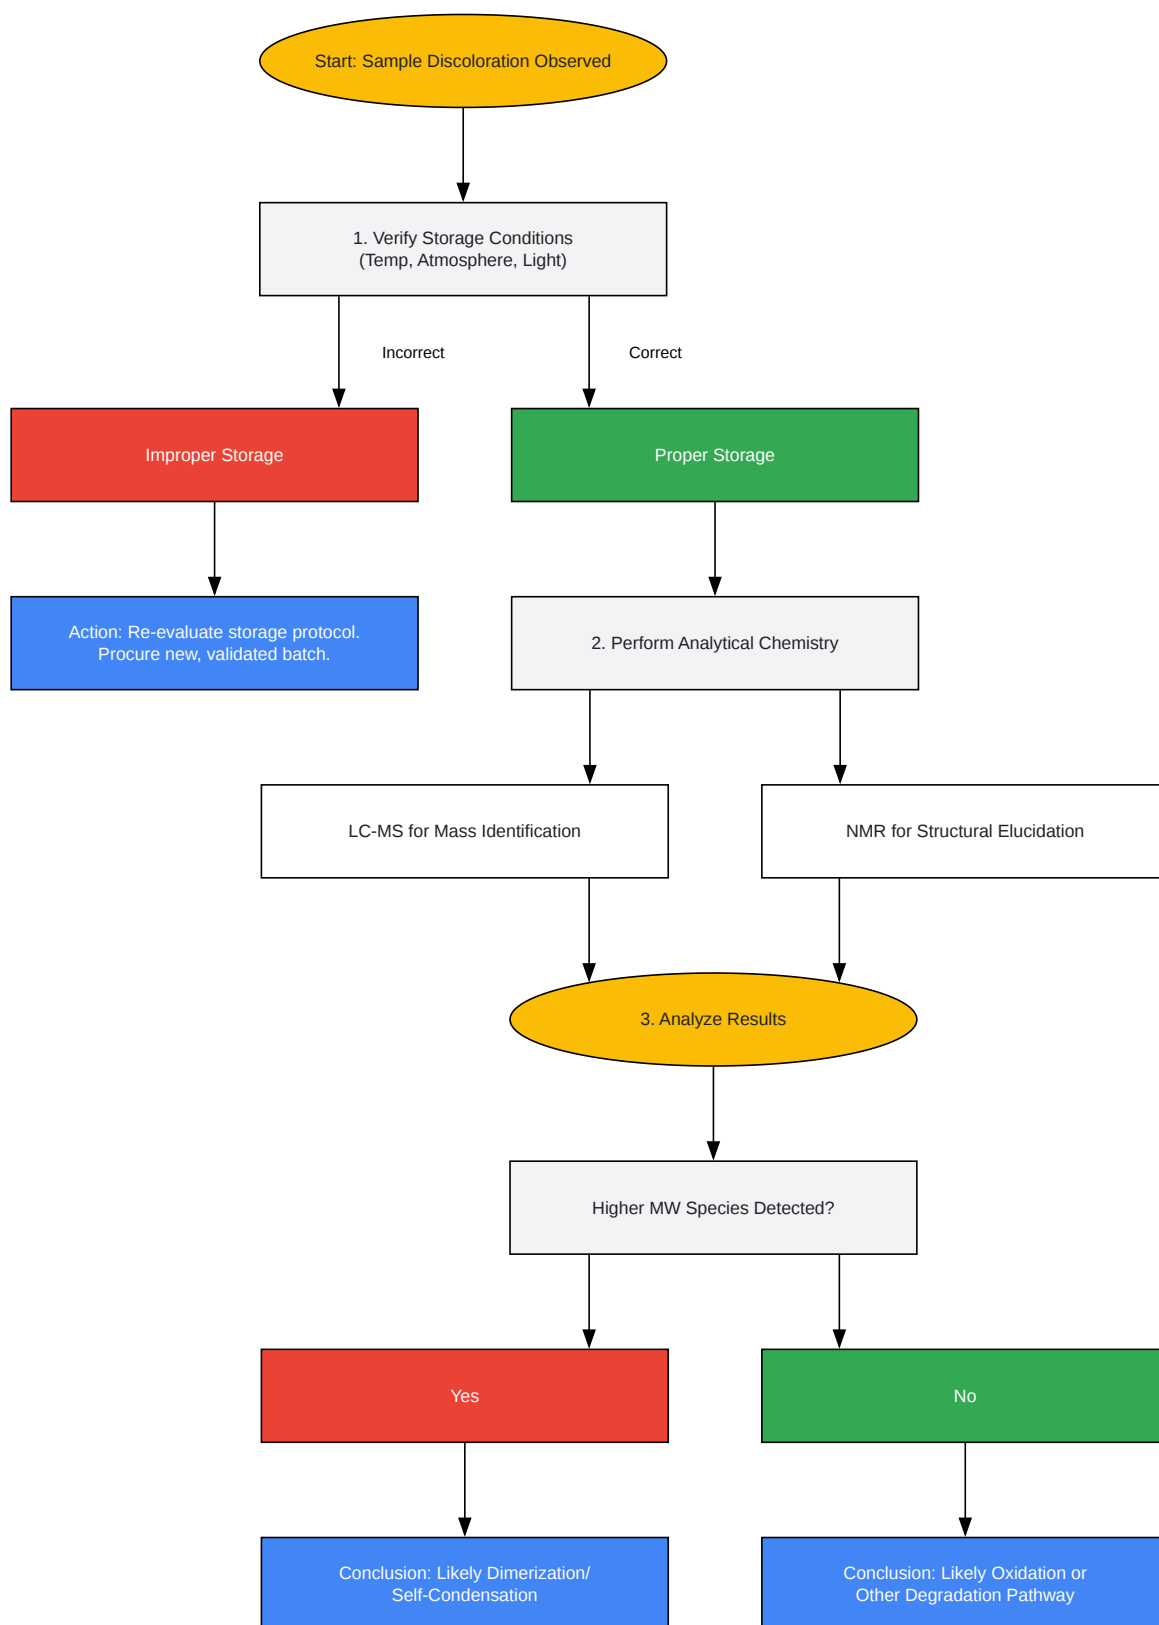 Start: Sample Discoloration Observed
1. Verify Storage Conditions
(Temp, Atmosphere, Light)
Incorrect
Correct
Improper Storage
Proper Storage
Action: Re-evaluate storage protocol.
Procure new, validated batch.
2. Perform Analytical Chemistry
LC-MS for Mass Identification
NMR for Structural Elucidation
3. Analyze Results
Higher MW Species Detected?
Yes
No
Conclusion: Likely Dimerization/
Self-Condensation
Conclusion: Likely Oxidation or
Other Degradation Pathway